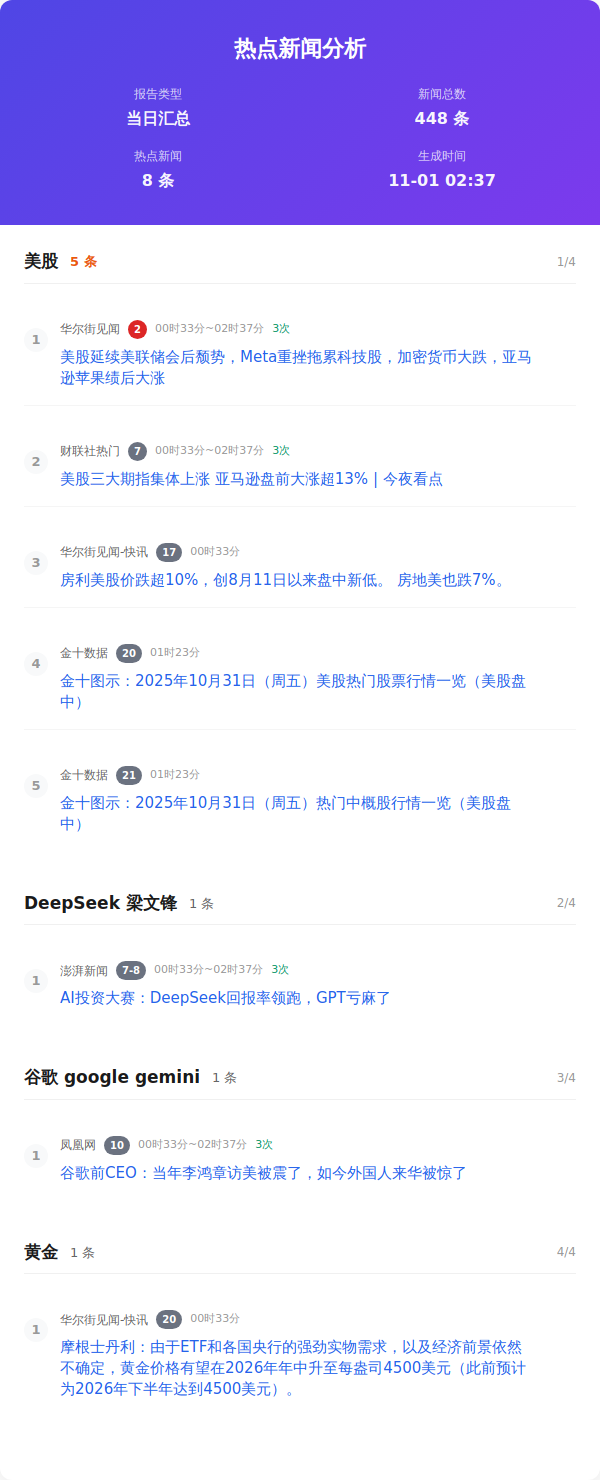 热点新闻分析
报告类型
当日汇总
新闻总数
448 条
热点新闻
8 条
生成时间
11-01 02:37
美股 5 条 1/4
1
华尔街见闻 2 00时33分~02时37分 3次
美股延续美联储会后颓势，Meta重挫拖累科技股，加密货币大跌，亚马
逊苹果绩后大涨
2
财联社热门 7 00时33分~02时37分 3次
美股三大期指集体上涨 亚马逊盘前大涨超13% | 今夜看点
3
华尔街见闻-快讯 17 00时33分
房利美股价跌超10%，创8月11日以来盘中新低。 房地美也跌7%。
4
金十数据 20 01时23分
金十图示：2025年10月31日（周五）美股热门股票行情一览（美股盘
中）
5
金十数据 21 01时23分
金十图示：2025年10月31日（周五）热门中概股行情一览（美股盘
中）
DeepSeek 梁文锋 1 条 2/4
1
澎湃新闻 7-8 00时33分~02时37分 3次
AI投资大赛：DeepSeek回报率领跑，GPT亏麻了
谷歌 google gemini 1 条 3/4
1
凤凰网 10 00时33分~02时37分 3次
谷歌前CEO：当年李鸿章访美被震了，如今外国人来华被惊了
黄金 1 条 4/4
1
华尔街见闻-快讯 20 00时33分
摩根士丹利：由于ETF和各国央行的强劲实物需求，以及经济前景依然
不确定，黄金价格有望在2026年年中升至每盎司4500美元（此前预计
为2026年下半年达到4500美元）。